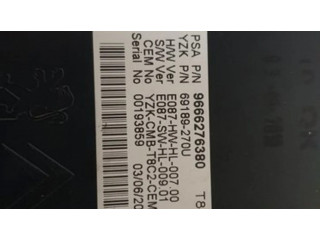 PSA P/N 9666276380
YZK P/N 69189-270U T8
H/W Ver E087-HW-HL-007.00
S/W Ver E087-SW-HL-009.01
CEM No YZK-CMB-T8C2-CEM
Serial No 00193859 03/06/20